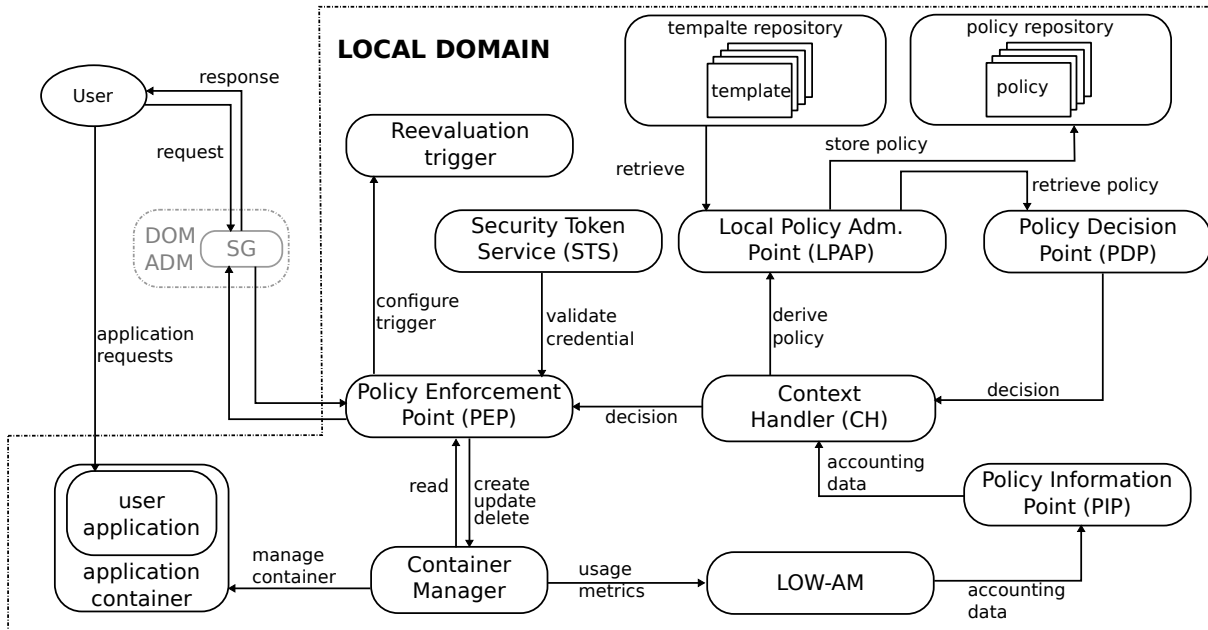 tempalte repository
policy repository
LOCAL DOMAIN
template
policy
response
User
request
Reevaluation
trigger
store policy
retrieve
retrieve policy
DOM
ADM
SG
Security Token
Service (STS)
Local Policy Adm.
Point (LPAP)
Policy Decision
Point (PDP)
configure
trigger
validate
credential
derive
policy
application
requests
Policy Enforcement
Point (PEP)
decision
Context
Handler (CH)
decision
accounting
data
Policy Information
Point (PIP)
read
create
update
delete
user
application
application
container
manage
container
Container
Manager
usage
metrics
LOW-AM
accounting
data